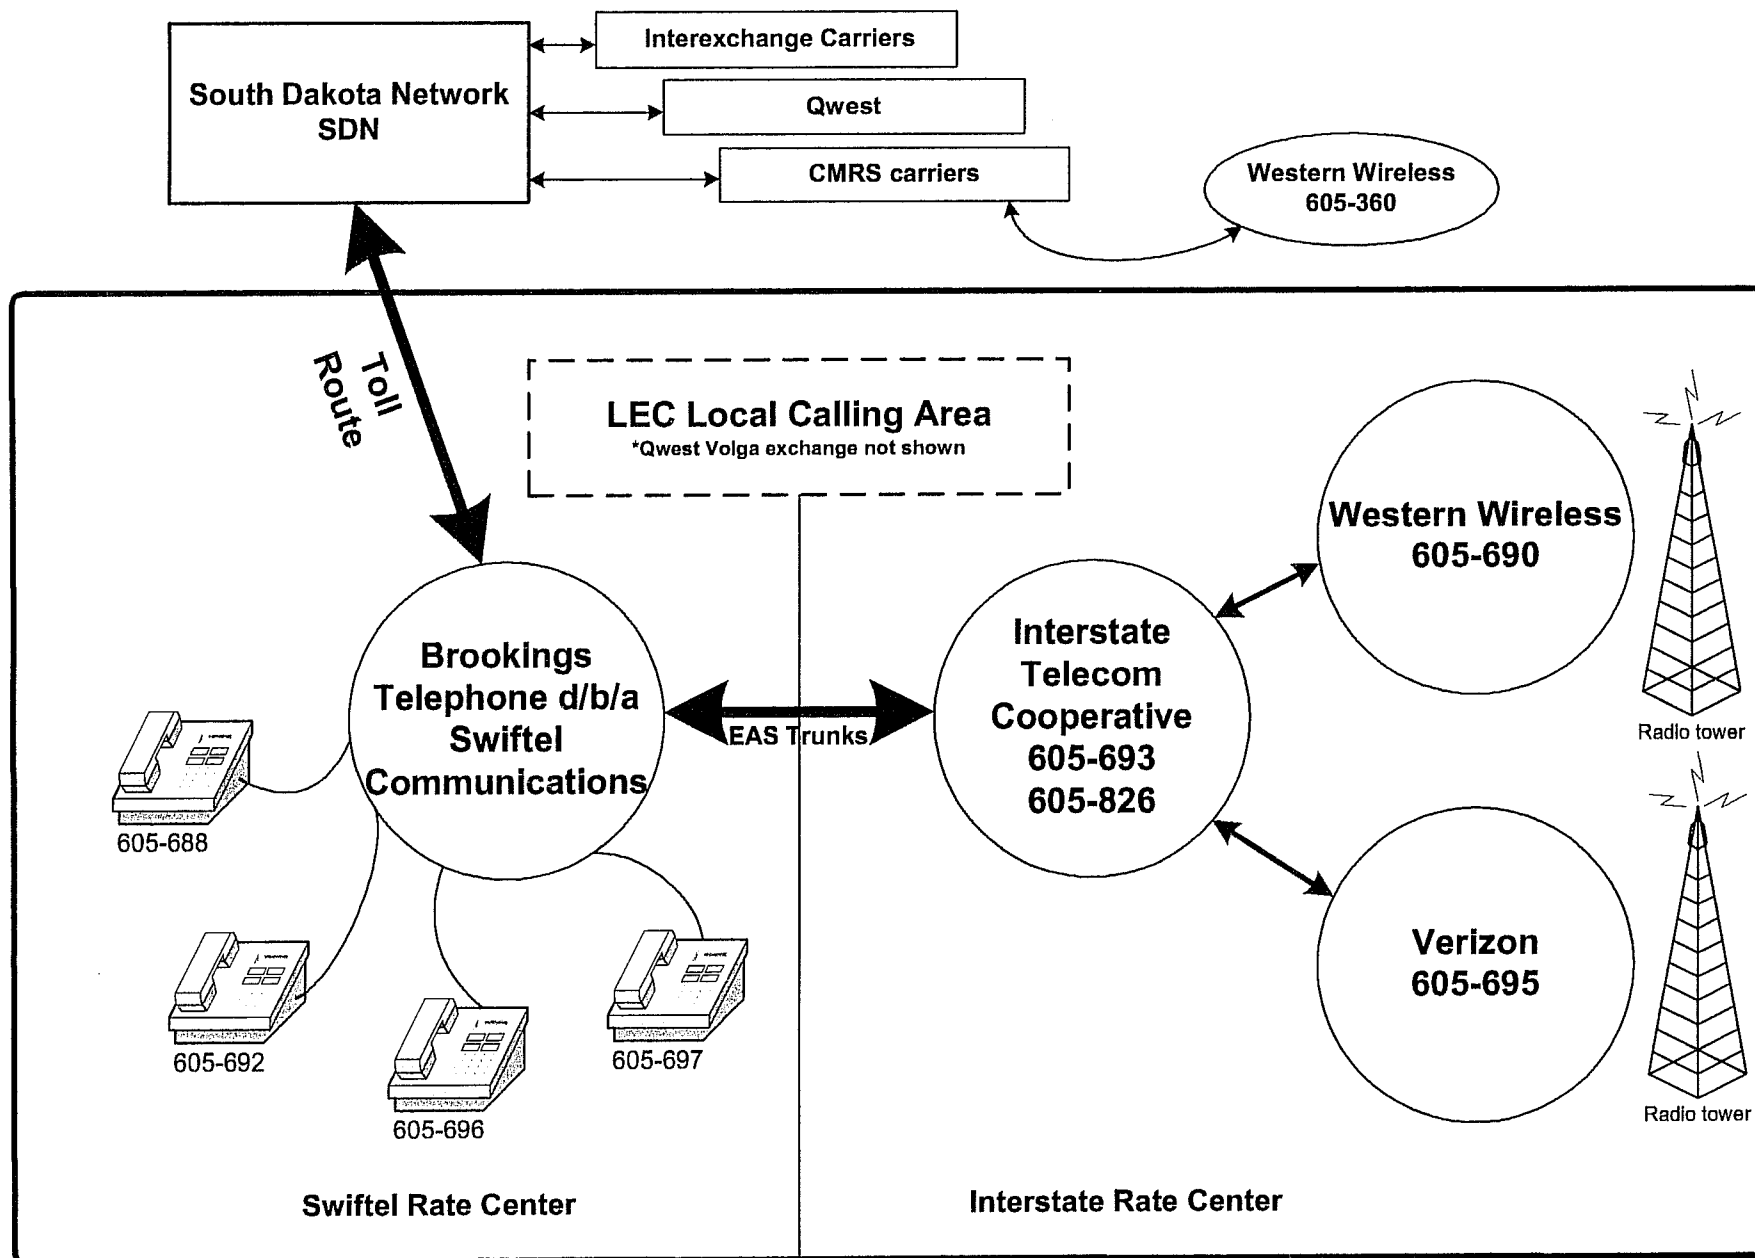 Interexchange Carriers
South Dakota Network
SDN
Qwest
CMRS carriers
Western Wireless
605-360
Toll
Route
LEC Local Calling Area
*Qwest Volga exchange not shown
Western Wireless
605-690
Radio tower
Brookings
Telephone d/b/a
Swiftel
Communications
EAS Trunks
Interstate
Telecom
Cooperative
605-693
605-826
Verizon
605-695
Radio tower
605-688
605-692
605-696
605-697
Swiftel Rate Center
Interstate Rate Center